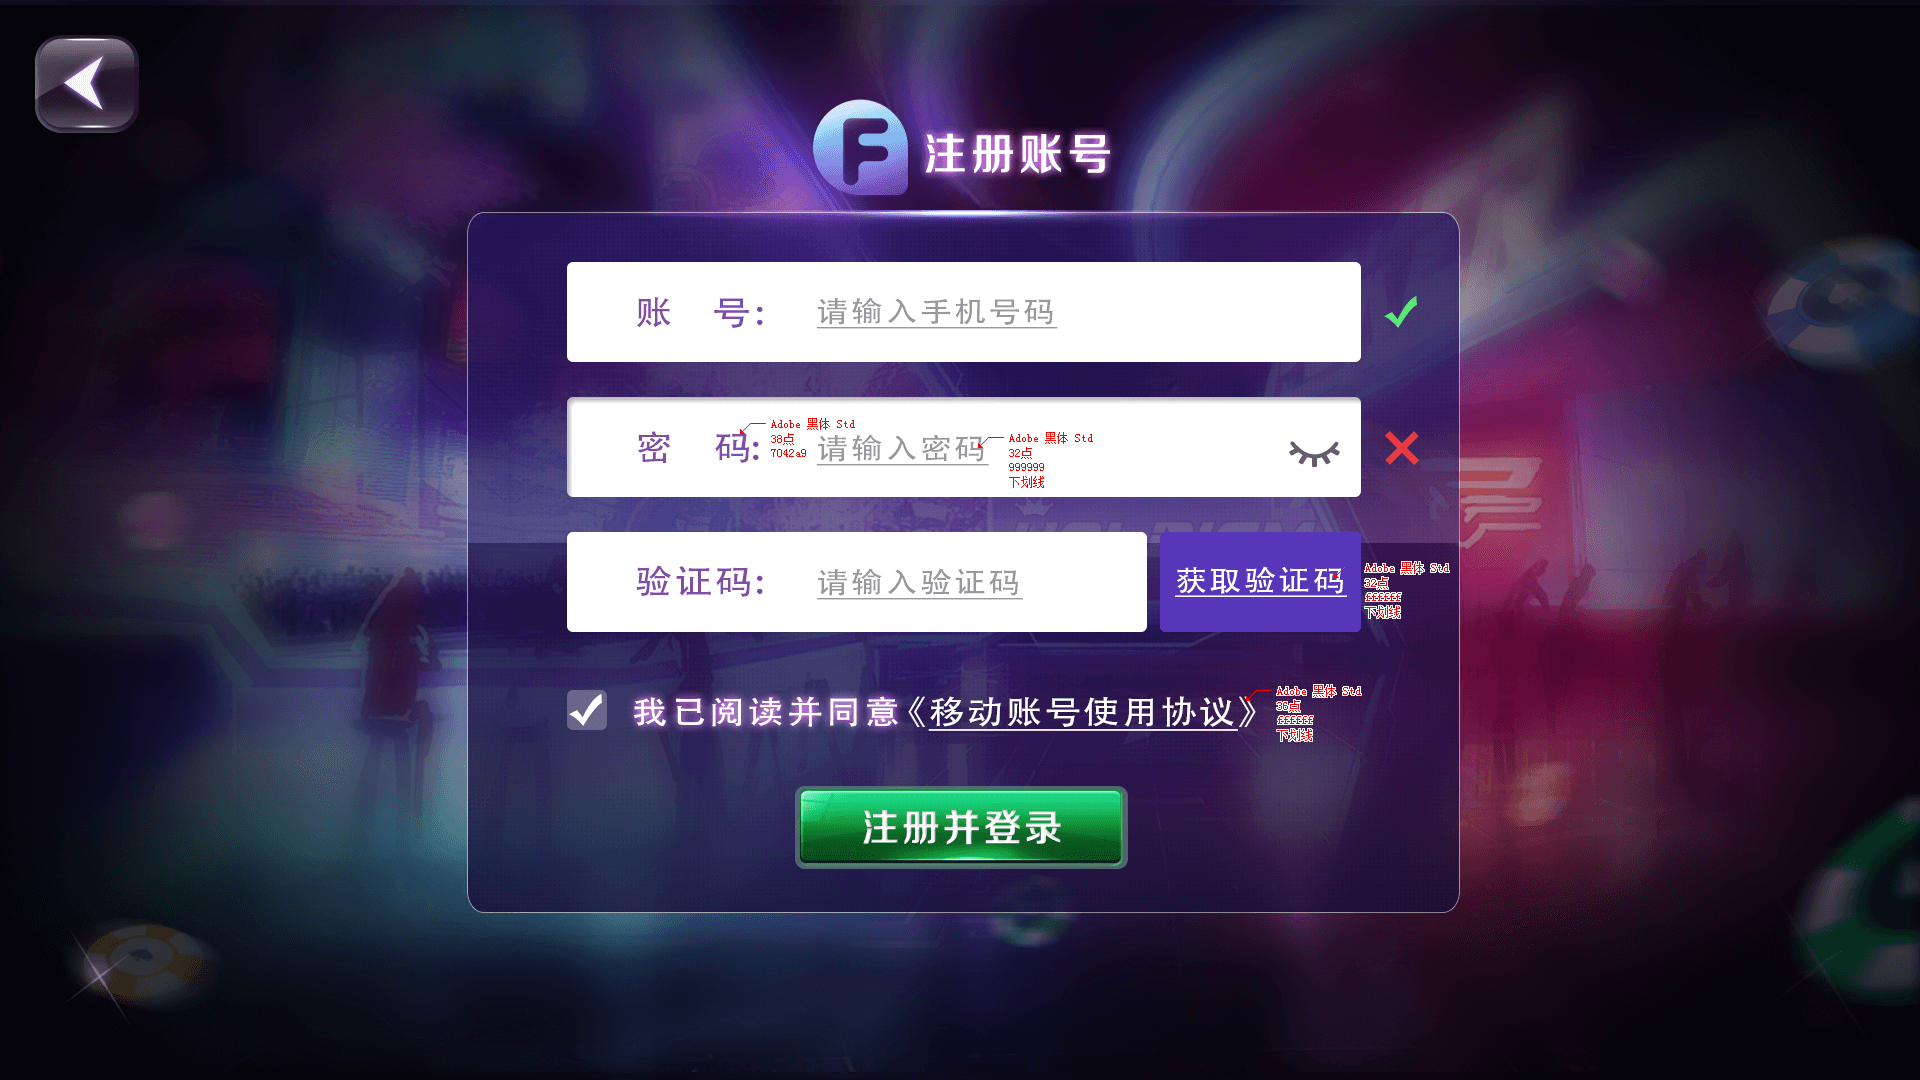 F 注册账号
账 号: 请输入手机号码
密 码: 请输入密码
Adobe 黑体 Std
38点
7042a9
Adobe 黑体 Std
32点
999999
下划线
验证码: 请输入验证码
获取验证码
Adobe 黑体 Std
32点
ffffff
下划线
我已阅读并同意《移动账号使用协议》
Adobe 黑体 Std
36点
ffffff
下划线
注册并登录